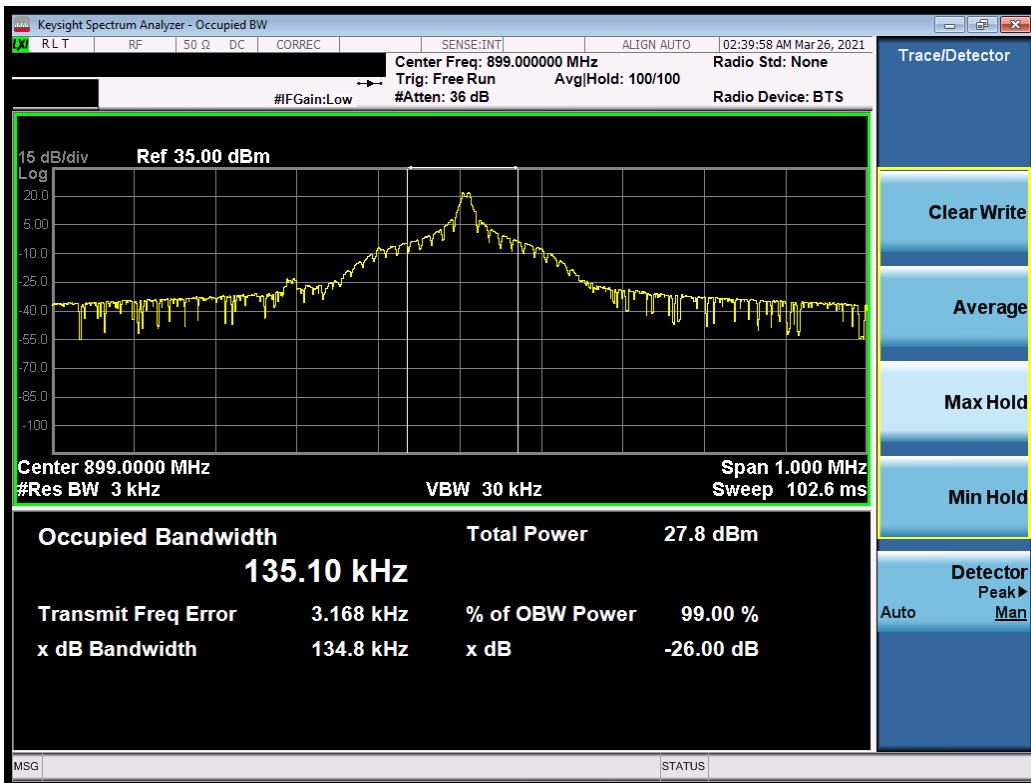 Keysight Spectrum Analyzer - Occupied BW
LXI RLT RF 50 Ω DC CORREC SENSE:INT ALIGN AUTO 02:39:58 AM Mar 26, 2021
Center Freq: 899.000000 MHz Radio Std: None
Trig: Free Run Avg|Hold: 100/100
#IFGain:Low #Atten: 36 dB Radio Device: BTS
15 dB/div Ref 35.00 dBm
Log
20.0
5.00
-10.0
-25.0
-40.0
-55.0
-70.0
-85.0
-100
Center 899.0000 MHz Span 1.000 MHz
#Res BW 3 kHz VBW 30 kHz Sweep 102.6 ms
Occupied Bandwidth Total Power 27.8 dBm
135.10 kHz
Transmit Freq Error 3.168 kHz % of OBW Power 99.00 %
x dB Bandwidth 134.8 kHz x dB -26.00 dB
MSG STATUS
Trace/Detector
Clear Write
Average
Max Hold
Min Hold
Detector
Peak▶
Auto Man